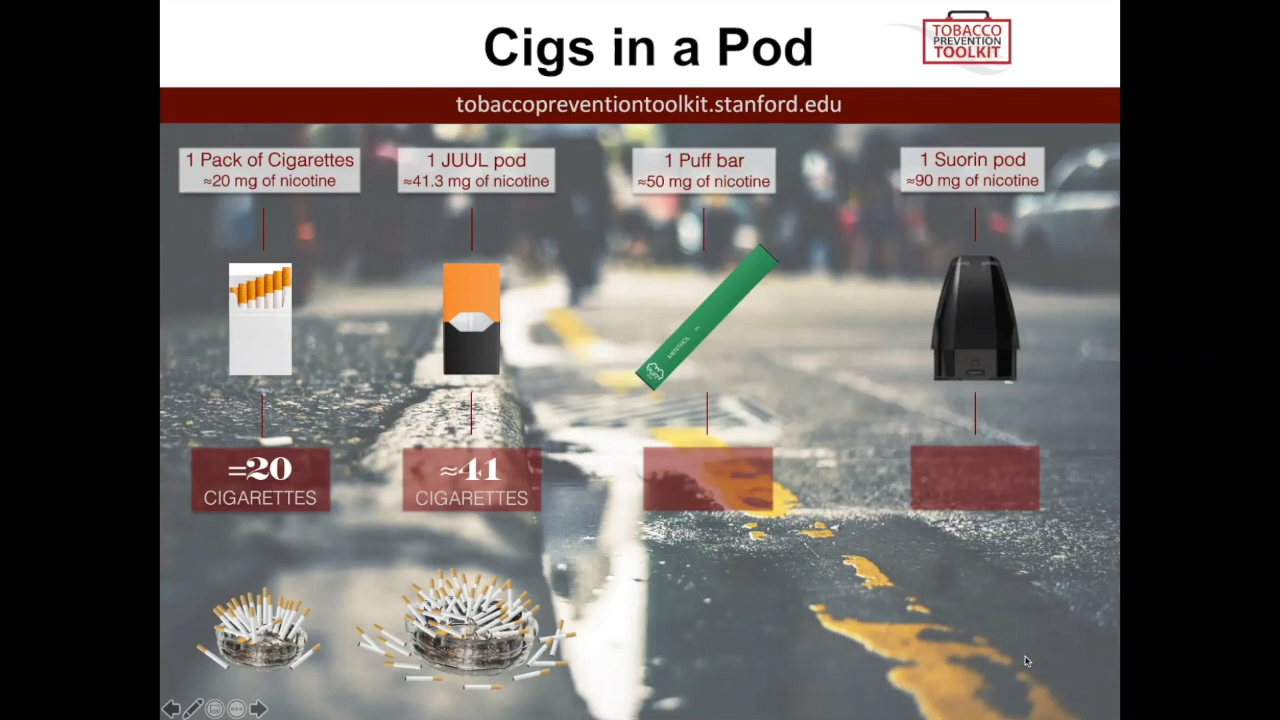 Cigs in a Pod
TOBACCO
PREVENTION
TOOLKIT
tobaccopreventiontoolkit.stanford.edu
1 Pack of Cigarettes
≈20 mg of nicotine
1 JUUL pod
≈41.3 mg of nicotine
1 Puff bar
≈50 mg of nicotine
1 Suorin pod
≈90 mg of nicotine
MENTHOL
=20
CIGARETTES
≈41
CIGARETTES